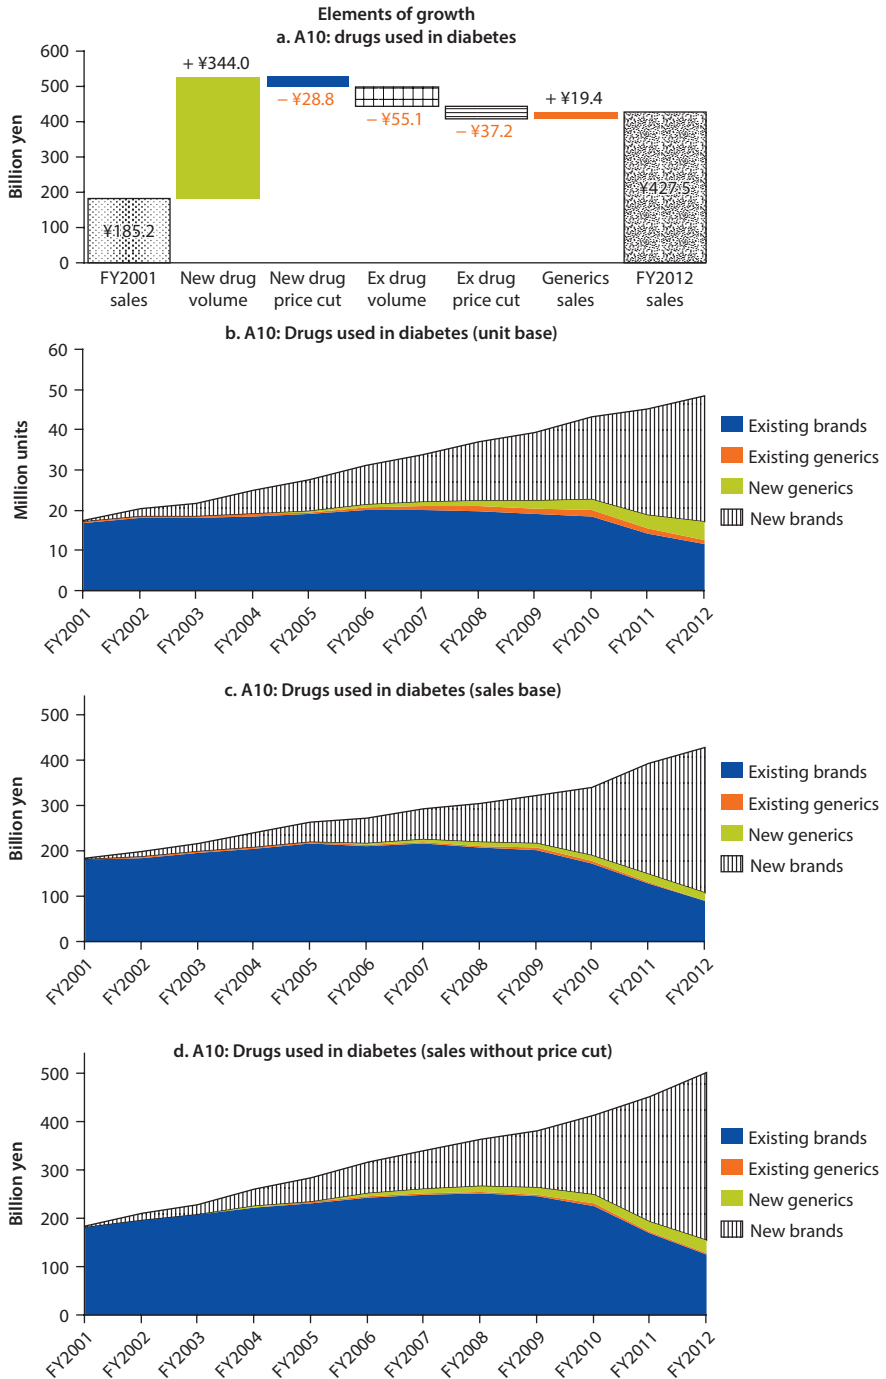 Elements of growth
a. A10: drugs used in diabetes
Billion yen
600
500
400
300
200
100
0
+ ¥344.0
− ¥28.8
− ¥55.1
− ¥37.2
+ ¥19.4
¥185.2
¥427.5
FY2001 sales
New drug volume
New drug price cut
Ex drug volume
Ex drug price cut
Generics sales
FY2012 sales
b. A10: Drugs used in diabetes (unit base)
Million units
60
50
40
30
20
10
0
FY2001
FY2002
FY2003
FY2004
FY2005
FY2006
FY2007
FY2008
FY2009
FY2010
FY2011
FY2012
Existing brands
Existing generics
New generics
New brands
c. A10: Drugs used in diabetes (sales base)
Billion yen
500
400
300
200
100
0
FY2001
FY2002
FY2003
FY2004
FY2005
FY2006
FY2007
FY2008
FY2009
FY2010
FY2011
FY2012
Existing brands
Existing generics
New generics
New brands
d. A10: Drugs used in diabetes (sales without price cut)
Billion yen
500
400
300
200
100
0
FY2001
FY2002
FY2003
FY2004
FY2005
FY2006
FY2007
FY2008
FY2009
FY2010
FY2011
FY2012
Existing brands
Existing generics
New generics
New brands